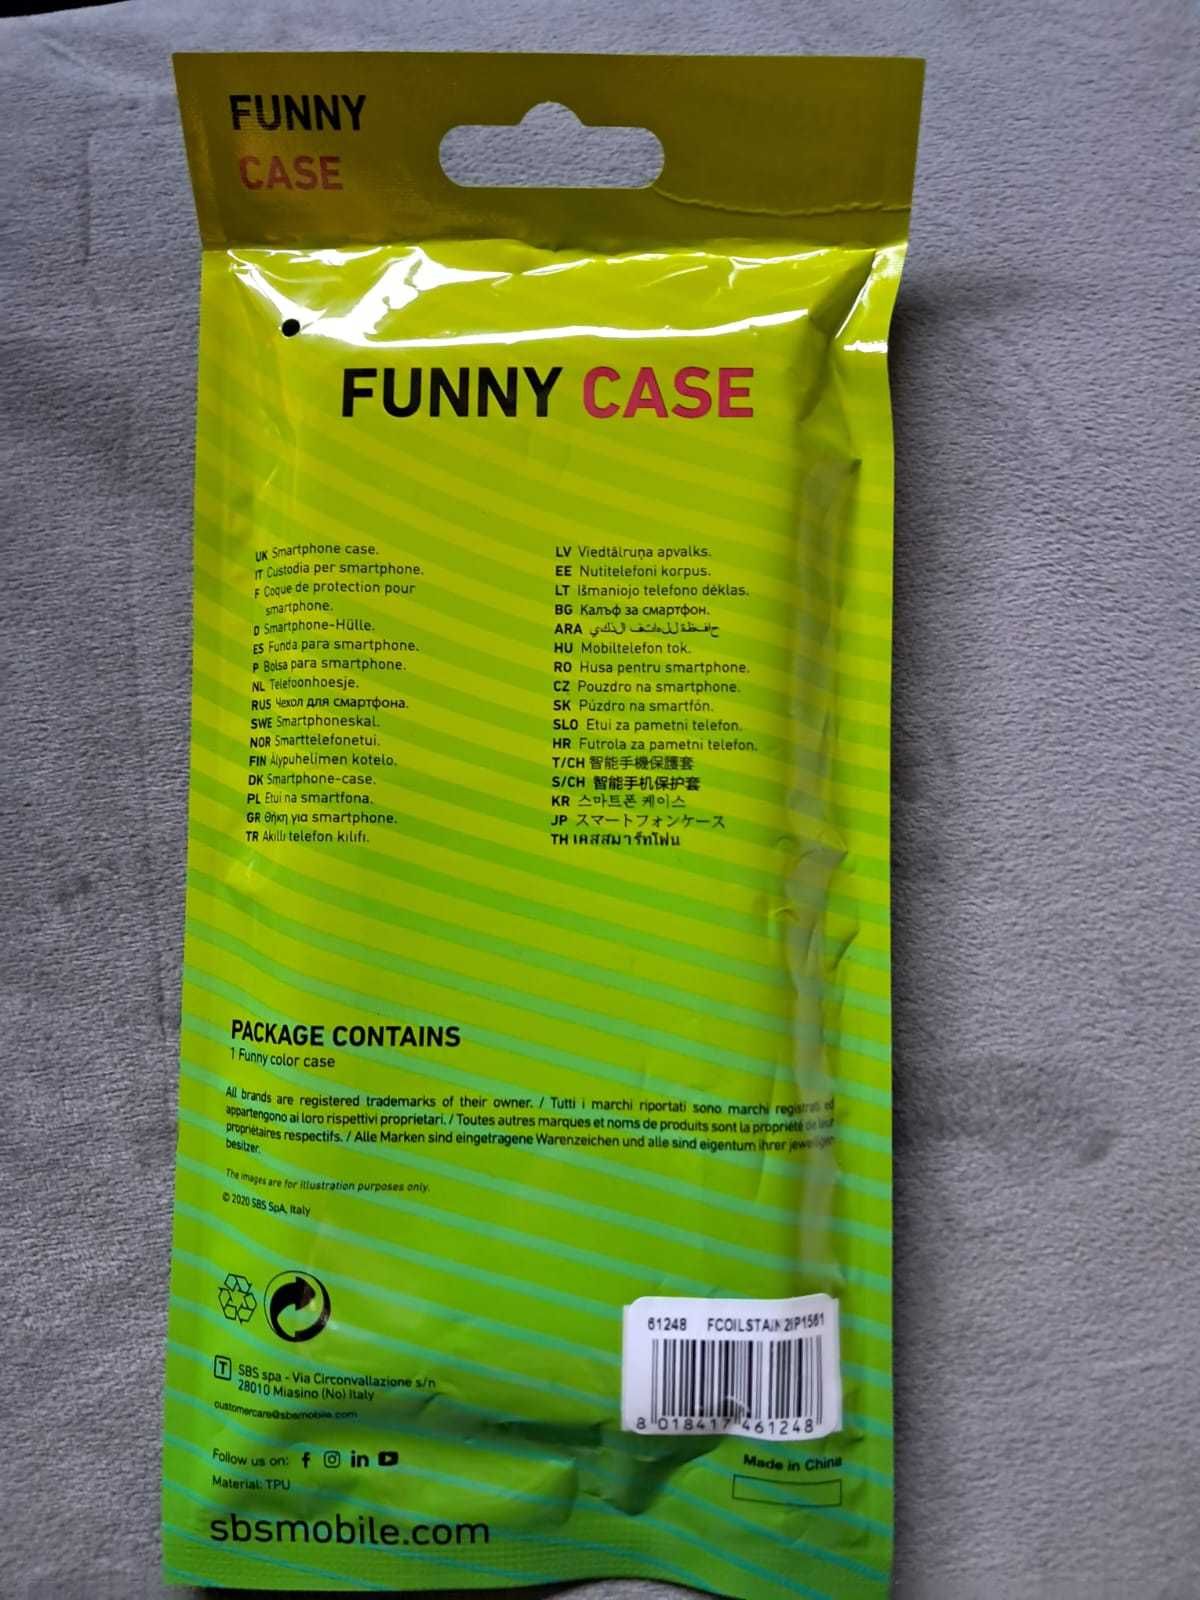 FUNNY
CASE
FUNNY CASE
UK Smartphone case.
IT Custodia per smartphone.
F Coque de protection pour
smartphone.
D Smartphone-Hülle.
ES Funda para smartphone.
P Bolsa para smartphone.
NL Telefoonhoesje.
RUS Чехол для смартфона.
SWE Smartphoneskal.
NOR Smarttelefonetui.
FIN Älypuhelimen kotelo.
DK Smartphone-case.
PL Etui na smartfona.
GR Θήκη για smartphone.
TR Akıllı telefon kılıfı.
LV Viedtālruņa apvalks.
EE Nutitelefoni korpus.
LT Išmaniojo telefono dėklas.
BG Калъф за смартфон.
ARA حافظة للهاتف الذكي
HU Mobiltelefon tok.
RO Husa pentru smartphone.
CZ Pouzdro na smartphone.
SK Púzdro na smartfón.
SLO Etui za pametni telefon.
HR Futrola za pametni telefon.
T/CH 智能手機保護套
S/CH 智能手机保护套
KR 스마트폰 케이스
JP スマートフォンケース
TH เคสสมาร์ทโฟน
PACKAGE CONTAINS
1 Funny color case
All brands are registered trademarks of their owner. / Tutti i marchi riportati sono marchi registrati ed
appartengono ai loro rispettivi proprietari. / Toutes autres marques et noms de produits sont la propriété de leur
propriétaires respectifs. / Alle Marken sind eingetragene Warenzeichen und alle sind eigentum ihrer jeweiligen
besitzer.
The images are for illustration purposes only.
© 2020 SBS SpA, Italy
T SBS spa - Via Circonvallazione s/n
28010 Miasino (No) Italy
customercare@sbsmobile.com
Follow us on:
Material: TPU
sbsmobile.com
61248 FCOILSTAIN2IP1561
8 018417 461248
Made in China